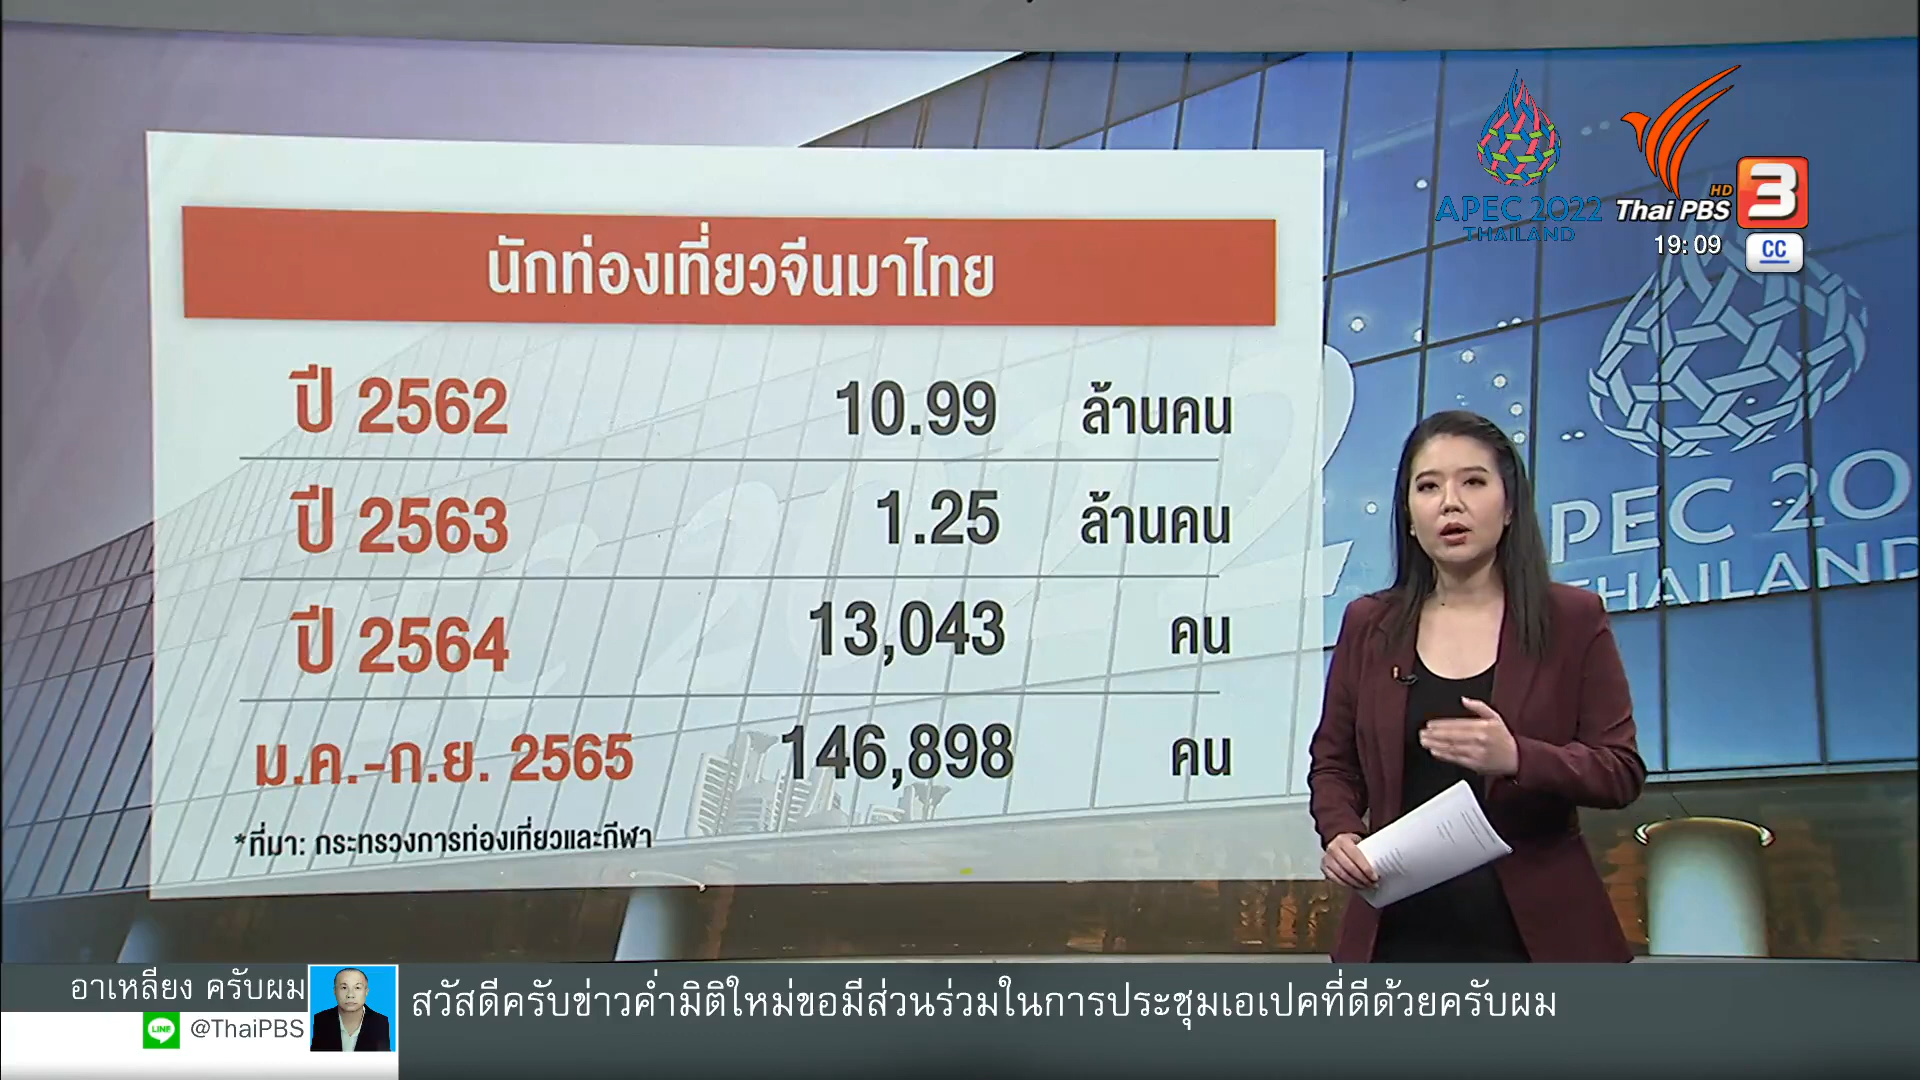 นักท่องเที่ยวจีนมาไทย
ปี 2562 10.99 ล้านคน
ปี 2563 1.25 ล้านคน
ปี 2564 13,043 คน
ม.ค.-ก.ย. 2565 146,898 คน
*ที่มา: กระทรวงการท่องเที่ยวและกีฬา
APEC 2022
THAILAND
HD
Thai PBS
3
19:09
CC
PEC 20
THAILAND
อาเหลียง ครับผม
LINE @ThaiPBS
สวัสดีครับข่าวค่ำมิติใหม่ขอมีส่วนร่วมในการประชุมเอเปคที่ดีด้วยครับผม